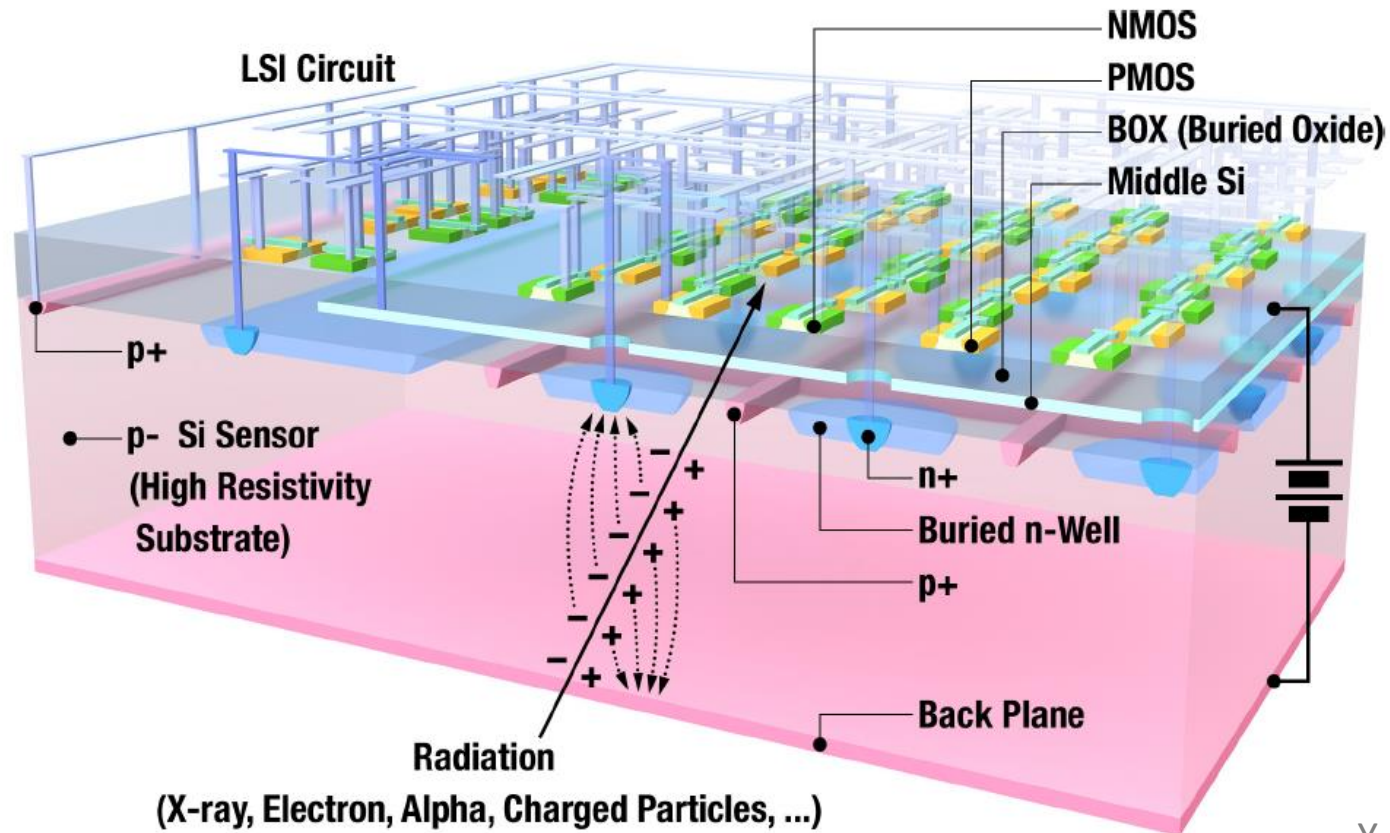 LSI Circuit
NMOS
PMOS
BOX (Buried Oxide)
Middle Si
p+
p- Si Sensor
(High Resistivity
Substrate)
n+
Buried n-Well
p+
Back Plane
Radiation
(X-ray, Electron, Alpha, Charged Particles, ...)